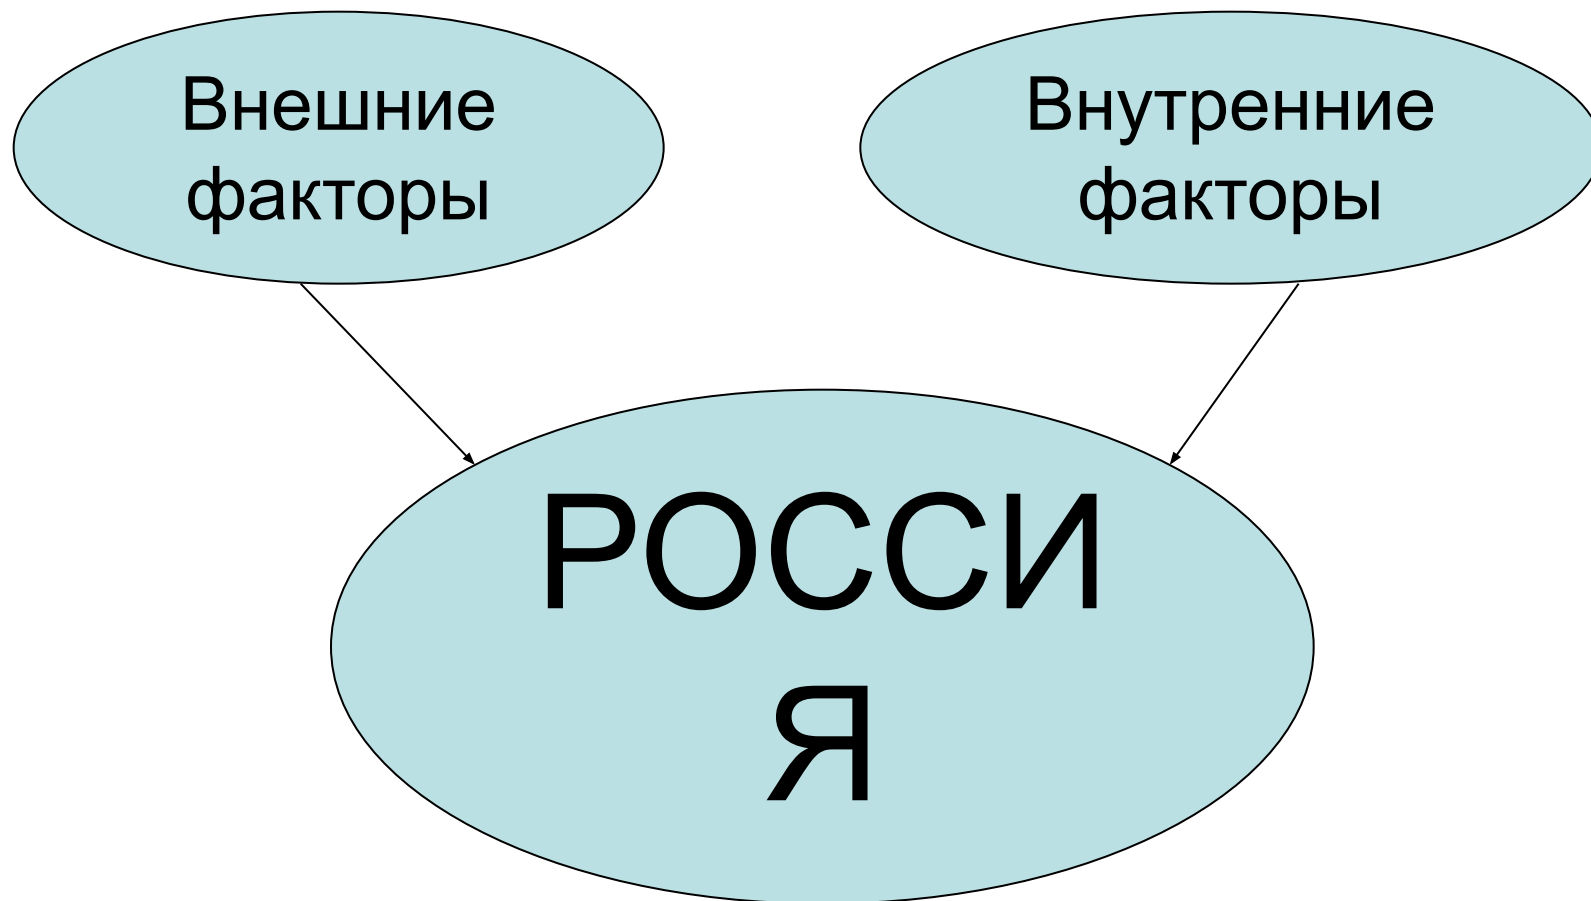 Внешние
факторы
Внутренние
факторы
РОССИ
Я